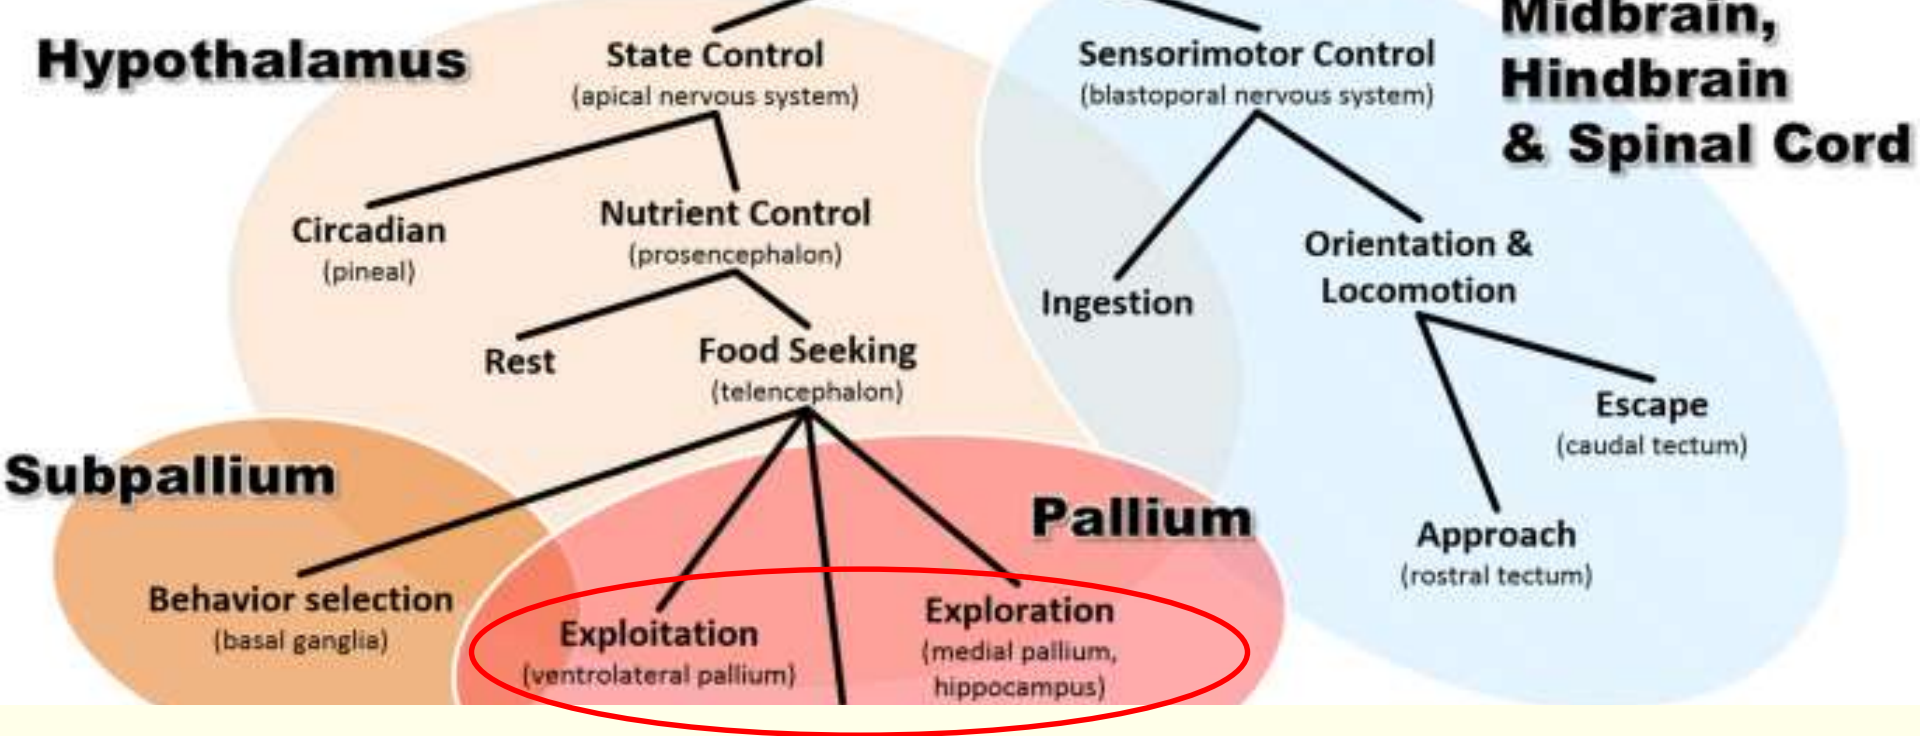 Hypothalamus
State Control
(apical nervous system)
Sensorimotor Control
(blastoporal nervous system)
Midbrain,
Hindbrain
& Spinal Cord
Circadian
(pineal)
Nutrient Control
(prosencephalon)
Orientation &
Locomotion
Ingestion
Rest
Food Seeking
(telencephalon)
Escape
(caudal tectum)
Subpallium
Pallium
Approach
(rostral tectum)
Behavior selection
(basal ganglia)
Exploitation
(ventrolateral pallium)
Exploration
(medial pallium,
hippocampus)